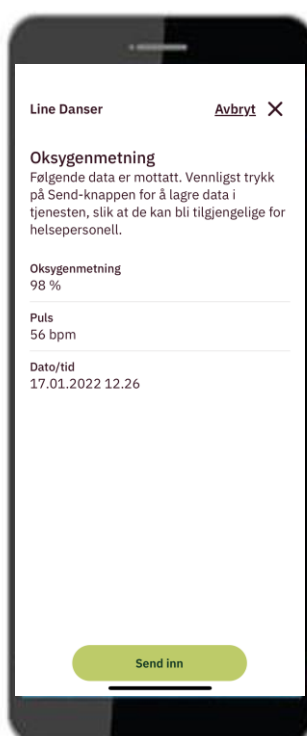 Line Danser Avbryt
Oksygenmetning
Følgende data er mottatt. Vennligst trykk
på Send-knappen for å lagre data i
tjenesten, slik at de kan bli tilgjengelige for
helsepersonell.
Oksygenmetning
98 %
Puls
56 bpm
Dato/tid
17.01.2022 12.26
Send inn